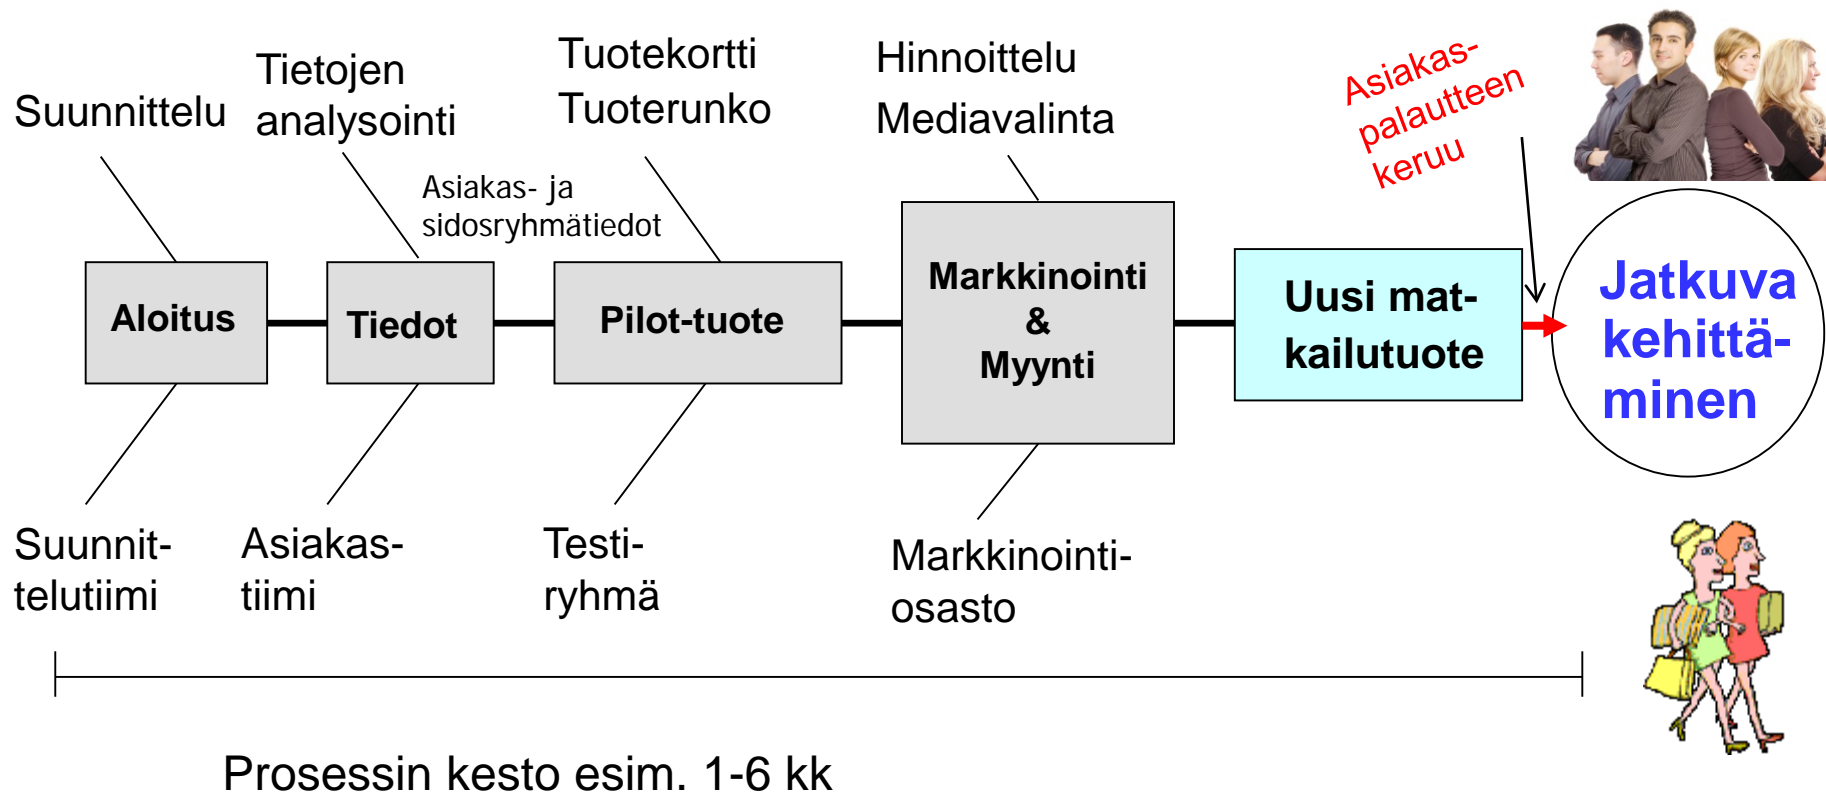 Suunnittelu
Tietojen
analysointi
Tuotekortti
Tuoterunko
Hinnoittelu
Mediavalinta
Asiakas-
palautteen
keruu
Asiakas- ja
sidosryhmätiedot
Aloitus
Tiedot
Pilot-tuote
Markkinointi
&
Myynti
Uusi mat-
kailutuote
Jatkuva
kehittä-
minen
Suunnit-
telutiimi
Asiakas-
tiimi
Testi-
ryhmä
Markkinointi-
osasto
Prosessin kesto esim. 1-6 kk